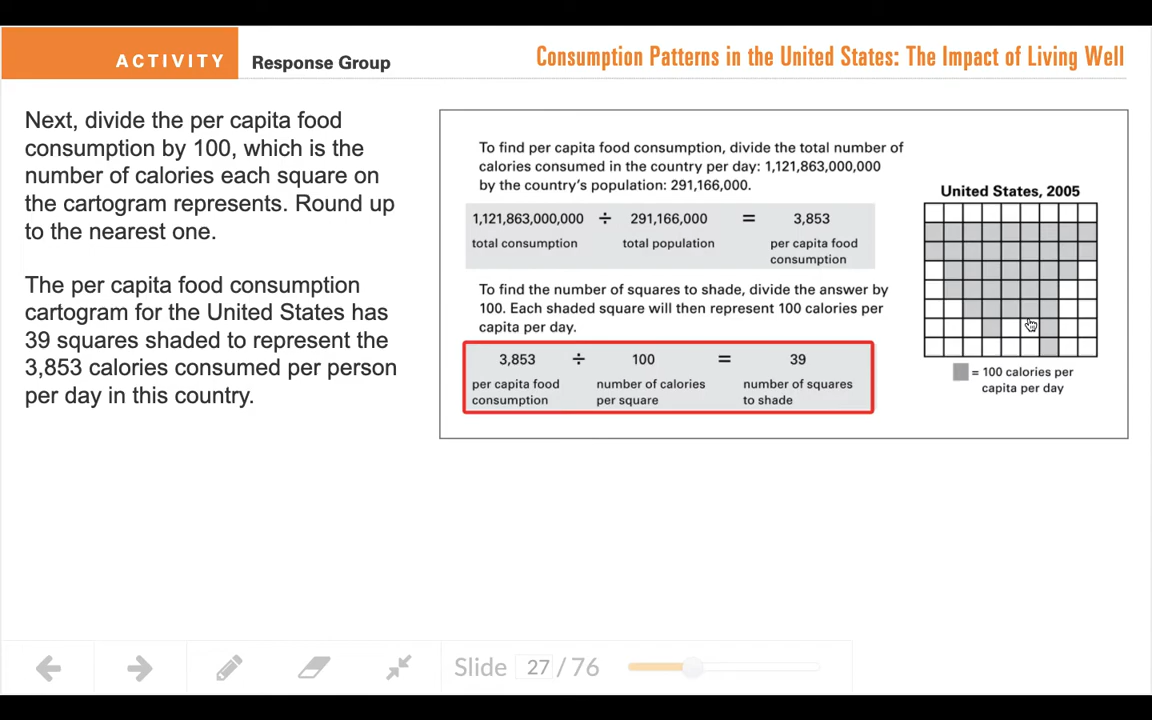 ACTIVITY Response Group Consumption Patterns in the United States: The Impact of Living Well
Next, divide the per capita food
consumption by 100, which is the
number of calories each square on
the cartogram represents. Round up
to the nearest one.
The per capita food consumption
cartogram for the United States has
39 squares shaded to represent the
3,853 calories consumed per person
per day in this country.
To find per capita food consumption, divide the total number of
calories consumed in the country per day: 1,121,863,000,000
by the country's population: 291,166,000.
1,121,863,000,000 ÷ 291,166,000 = 3,853
total consumption total population per capita food
consumption
To find the number of squares to shade, divide the answer by
100. Each shaded square will then represent 100 calories per
capita per day.
3,853 ÷ 100 = 39
per capita food number of calories number of squares
consumption per square to shade
United States, 2005
= 100 calories per
capita per day
Slide 27 / 76